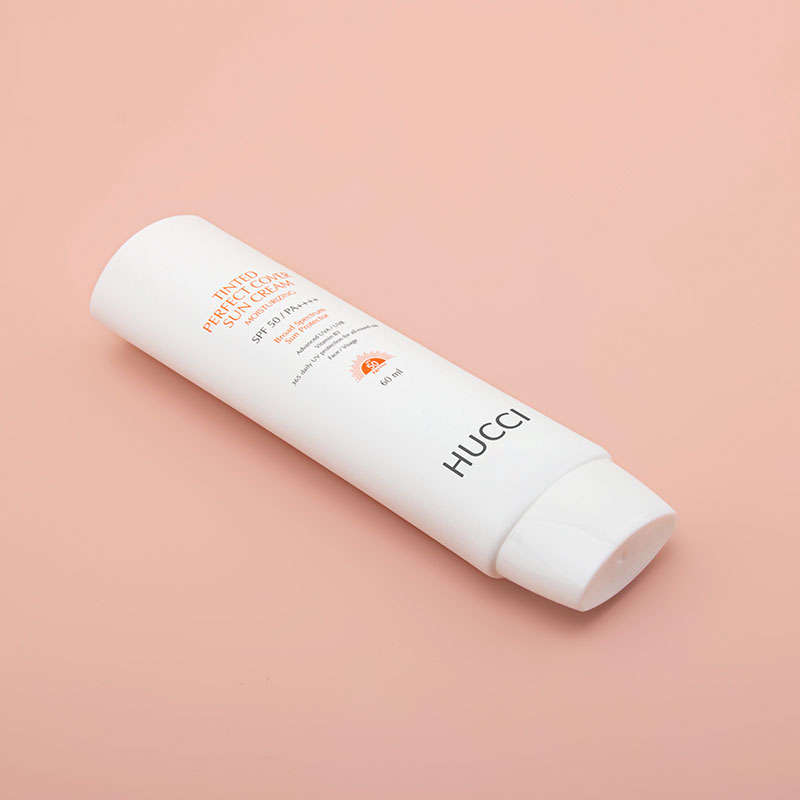 TINTED
PERFECT COVER
SUN CREAM
MOISTURIZING
SPF 50 / PA++++
Broad Spectrum
Sun Protector
Advanced UVA / UVB
Vitamin B3
365 daily UV protection for all-round use
Face / Visage
50
60 ml
HUCCI